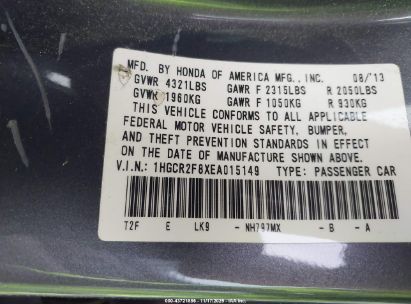 MFD. BY HONDA OF AMERICA MFG., INC. 08/'13
GVWR 4321LBS GAWR F 2315LBS R 2050LBS
GVWR 1960KG GAWR F 1050KG R 930KG
THIS VEHICLE CONFORMS TO ALL APPLICABLE
FEDERAL MOTOR VEHICLE SAFETY, BUMPER,
AND THEFT PREVENTION STANDARDS IN EFFECT
ON THE DATE OF MANUFACTURE SHOWN ABOVE.
V.I.N.: 1HGCR2F8XEA015149 TYPE: PASSENGER CAR
T2F E LK9 - NH797MX - B - A